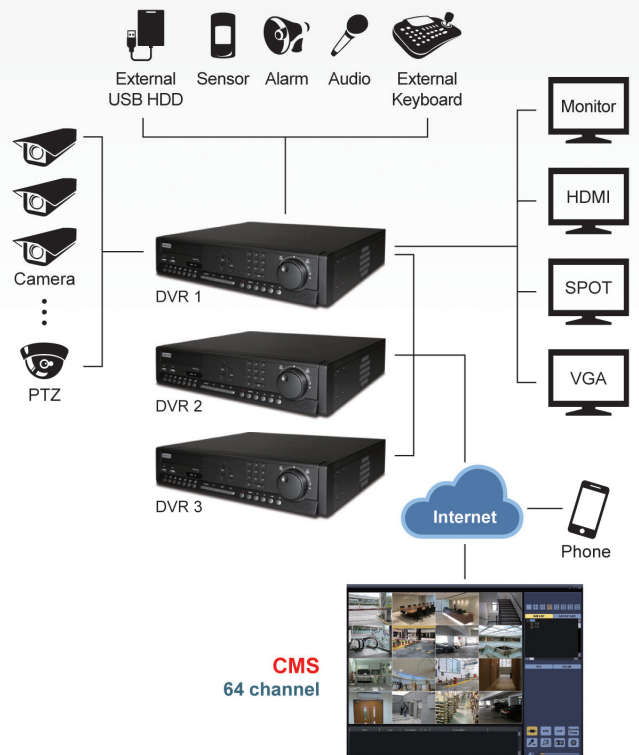 External
USB HDD
Sensor
Alarm
Audio
External
Keyboard
Monitor
HDMI
SPOT
VGA
Camera
PTZ
DVR 1
DVR 2
DVR 3
Internet
Phone
CMS
64 channel